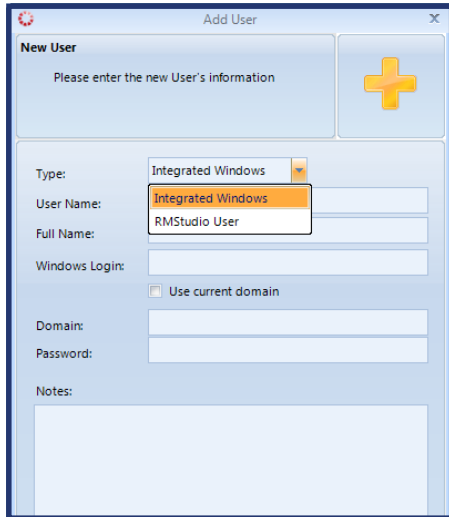 Add User
x
New User
Please enter the new User's information
Type:
Integrated Windows
User Name:
Integrated Windows
RMStudio User
Full Name:
Windows Login:
Use current domain
Domain:
Password:
Notes: